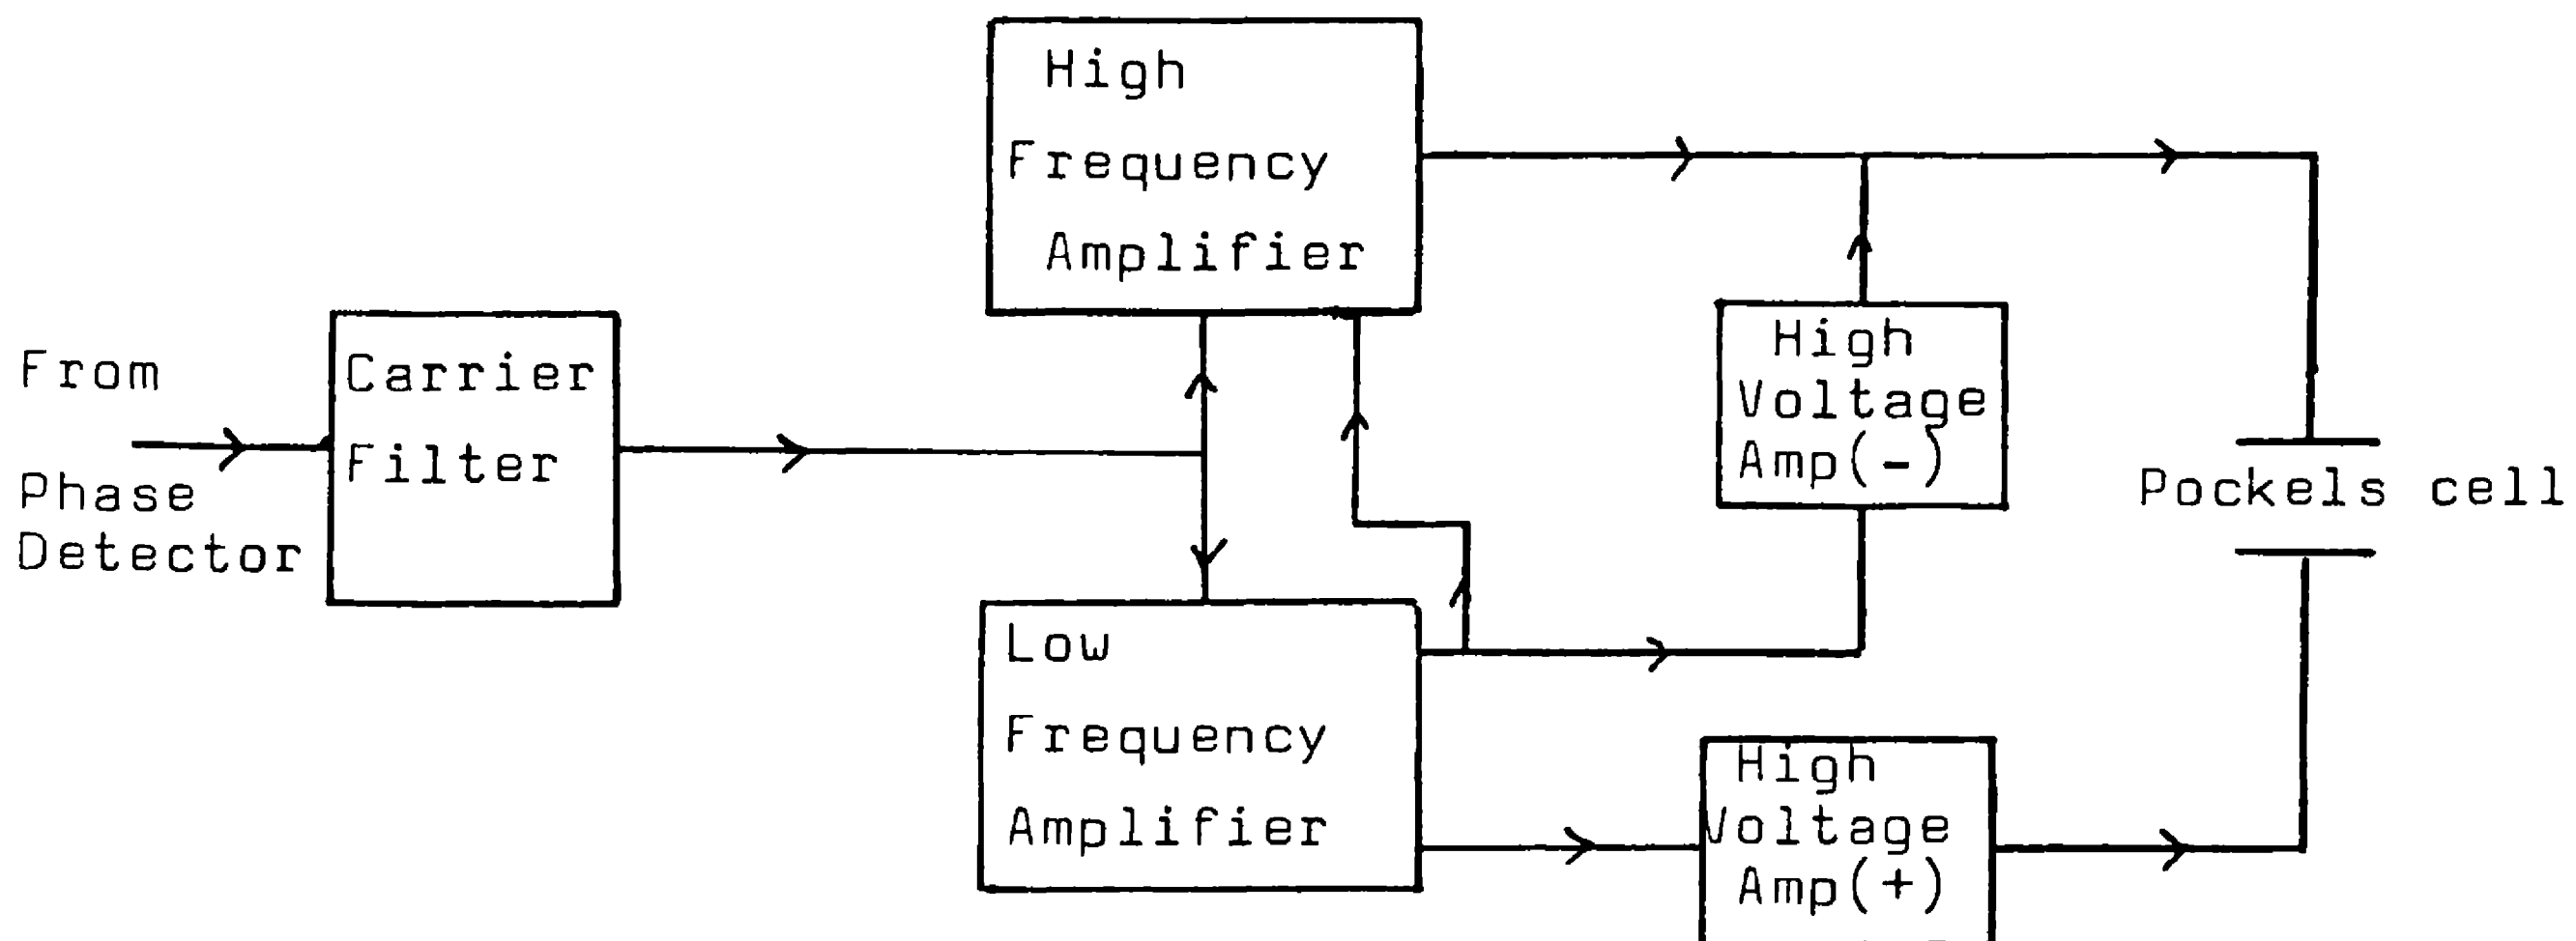 From
Phase
Detector
Carrier
Filter
High
Frequency
Amplifier
Low
Frequency
Amplifier
High
Voltage
Amp(-)
High
Voltage
Amp(+)
Pockels cell